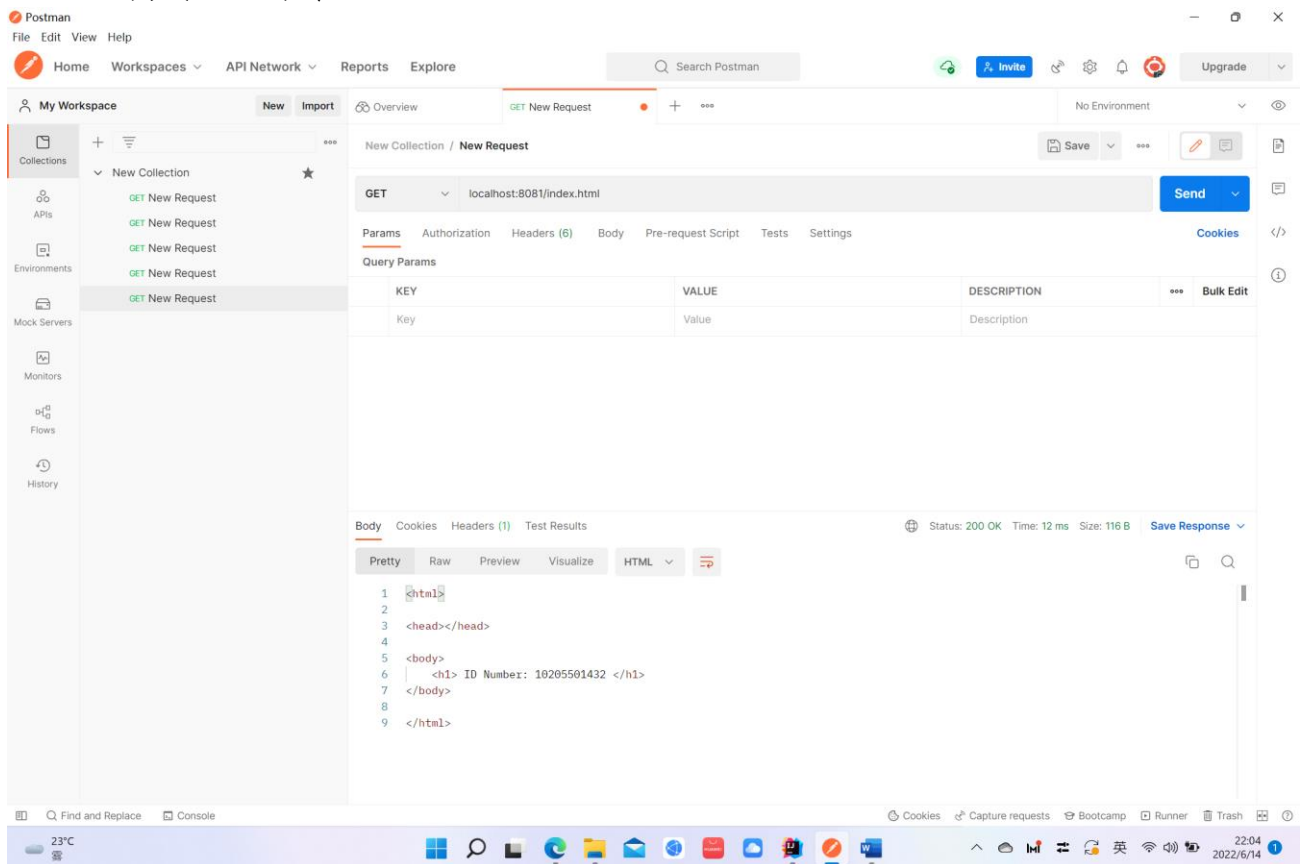 Postman
File Edit View Help
Home Workspaces API Network Reports Explore Search Postman Invite Upgrade
My Workspace New Import Overview GET New Request No Environment
Collections
New Collection / New Request Save
New Collection
GET New Request
GET New Request
GET New Request
GET New Request
GET New Request
APIs
Environments
Mock Servers
Monitors
Flows
History
GET localhost:8081/index.html Send
Params Authorization Headers (6) Body Pre-request Script Tests Settings Cookies
Query Params
KEY VALUE DESCRIPTION Bulk Edit
Key Value Description
Body Cookies Headers (1) Test Results Status: 200 OK Time: 12 ms Size: 116 B Save Response
Pretty Raw Preview Visualize HTML
1 <html>
2
3 <head></head>
4
5 <body>
6 <h1> ID Number: 10205501432 </h1>
7 </body>
8
9 </html>
Find and Replace Console Cookies Capture requests Bootcamp Runner Trash
23°C
英 22:04
2022/6/14 1